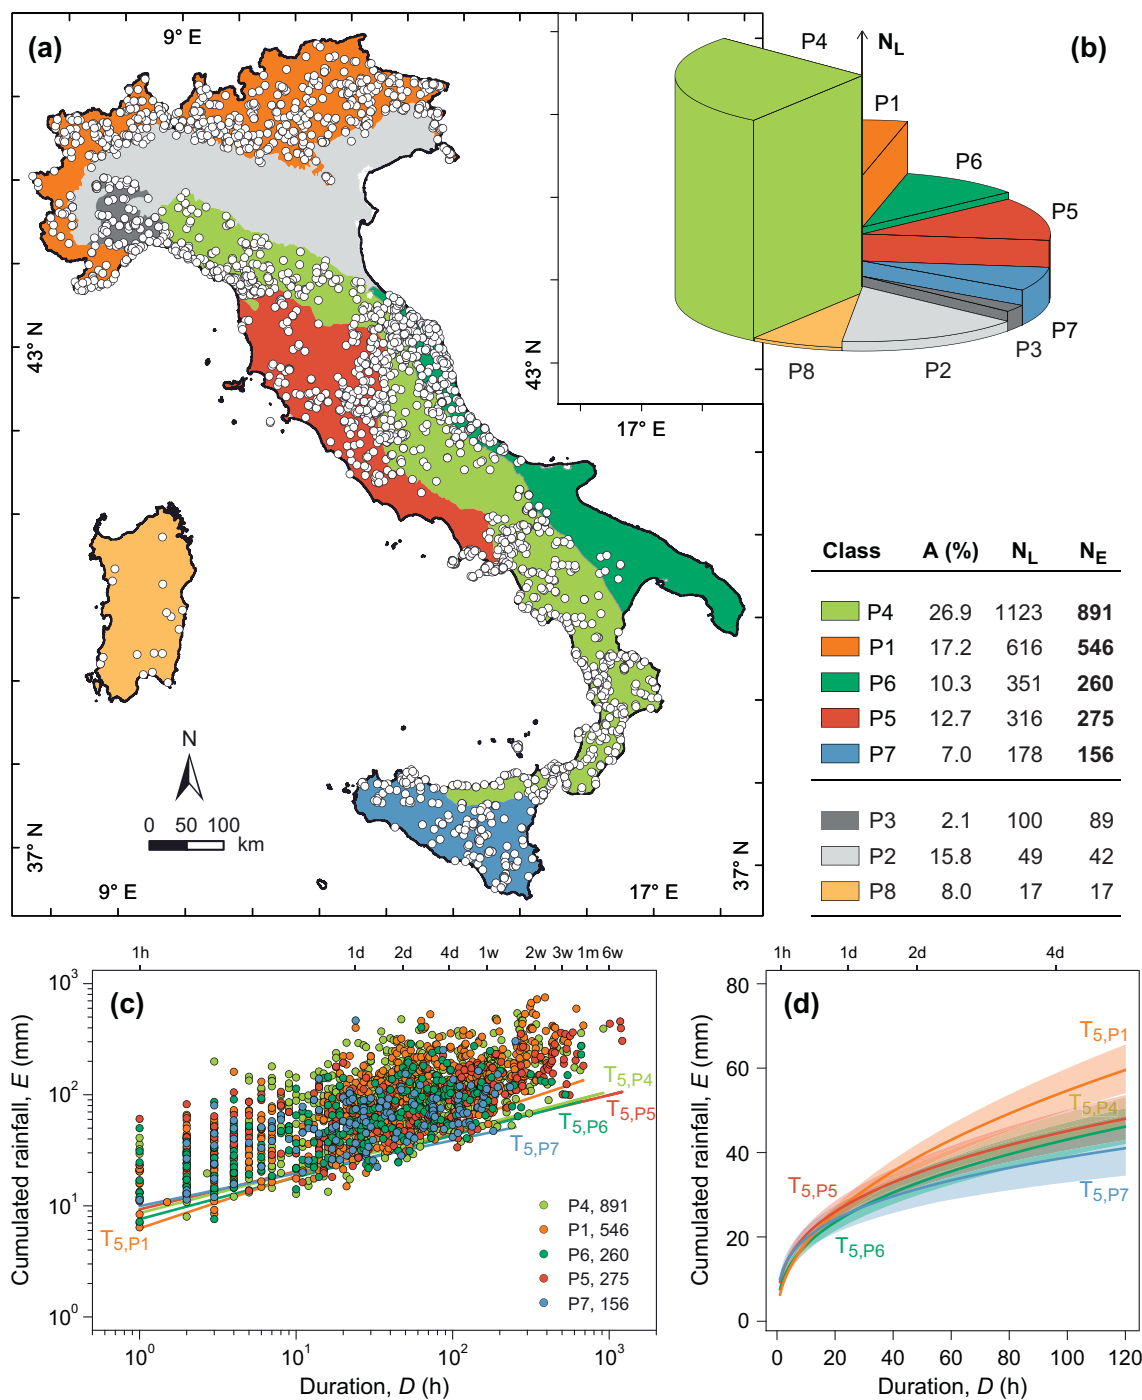 (a)
9° E
43° N
37° N
9° E
17° E
37° N
43° N
17° E
N
0 50 100
km
(b)
N_L
P4
P1
P6
P5
P7
P3
P2
P8
Class A (%) N_L N_E
P4 26.9 1123 891
P1 17.2 616 546
P6 10.3 351 260
P5 12.7 316 275
P7 7.0 178 156
P3 2.1 100 89
P2 15.8 49 42
P8 8.0 17 17
(c)
1h 1d 2d 4d 1w 2w 3w 1m 6w
Cumulated rainfall, E (mm)
10³
10²
10¹
10⁰
T5,P4
T5,P5
T5,P6
T5,P7
T5,P1
P4, 891
P1, 546
P6, 260
P5, 275
P7, 156
10⁰ 10¹ 10² 10³
Duration, D (h)
(d)
1h 1d 2d 4d
Cumulated rainfall, E (mm)
80
60
40
20
0
T5,P1
T5,P4
T5,P5
T5,P7
T5,P6
0 20 40 60 80 100 120
Duration, D (h)